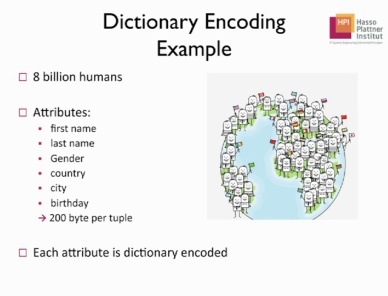 Dictionary Encoding
Example
HPI
Hasso
Plattner
Institut
8 billion humans
Attributes:
first name
last name
Gender
country
city
birthday
→ 200 byte per tuple
Each attribute is dictionary encoded